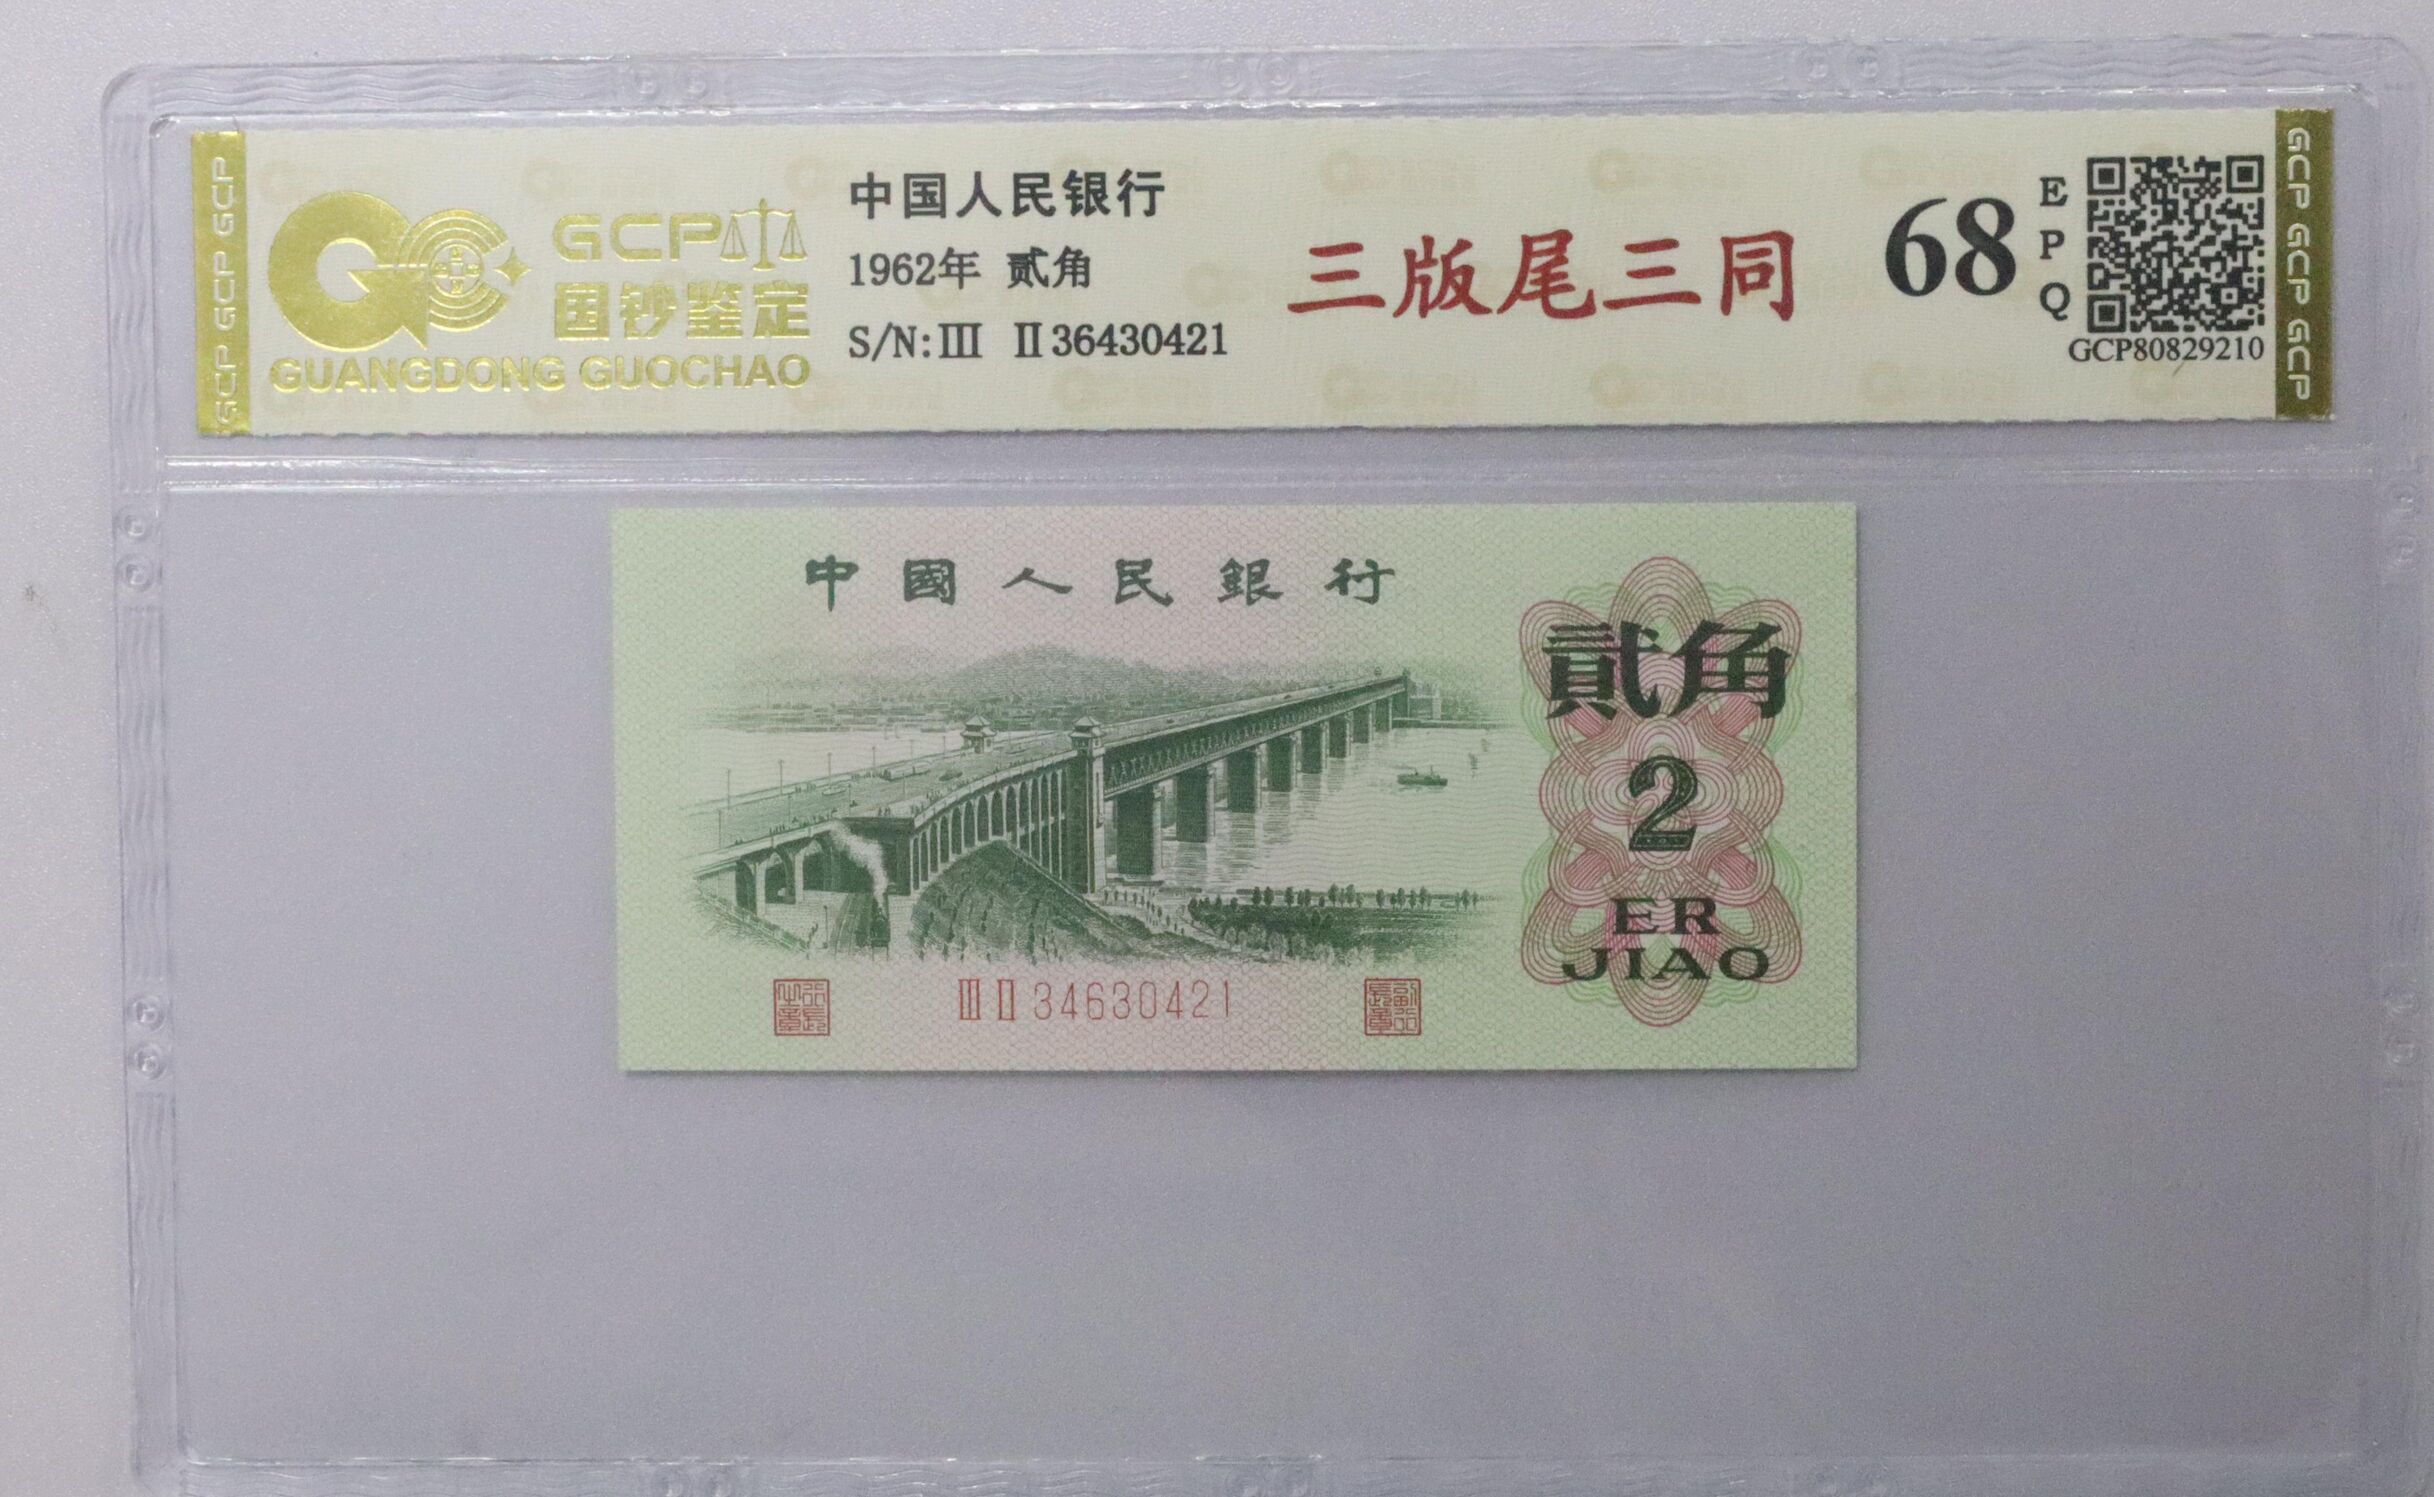 GCP GCP GCP
GCP
国钞鉴定
GUANGDONG GUOCHAO
中国人民银行
1962年 贰角
S/N:III II36430421
三版尾三同
68
EPQ
GCP80829210
GCP GCP GCP
中國人民銀行
貳角
2
ER
JIAO
III II 34630421